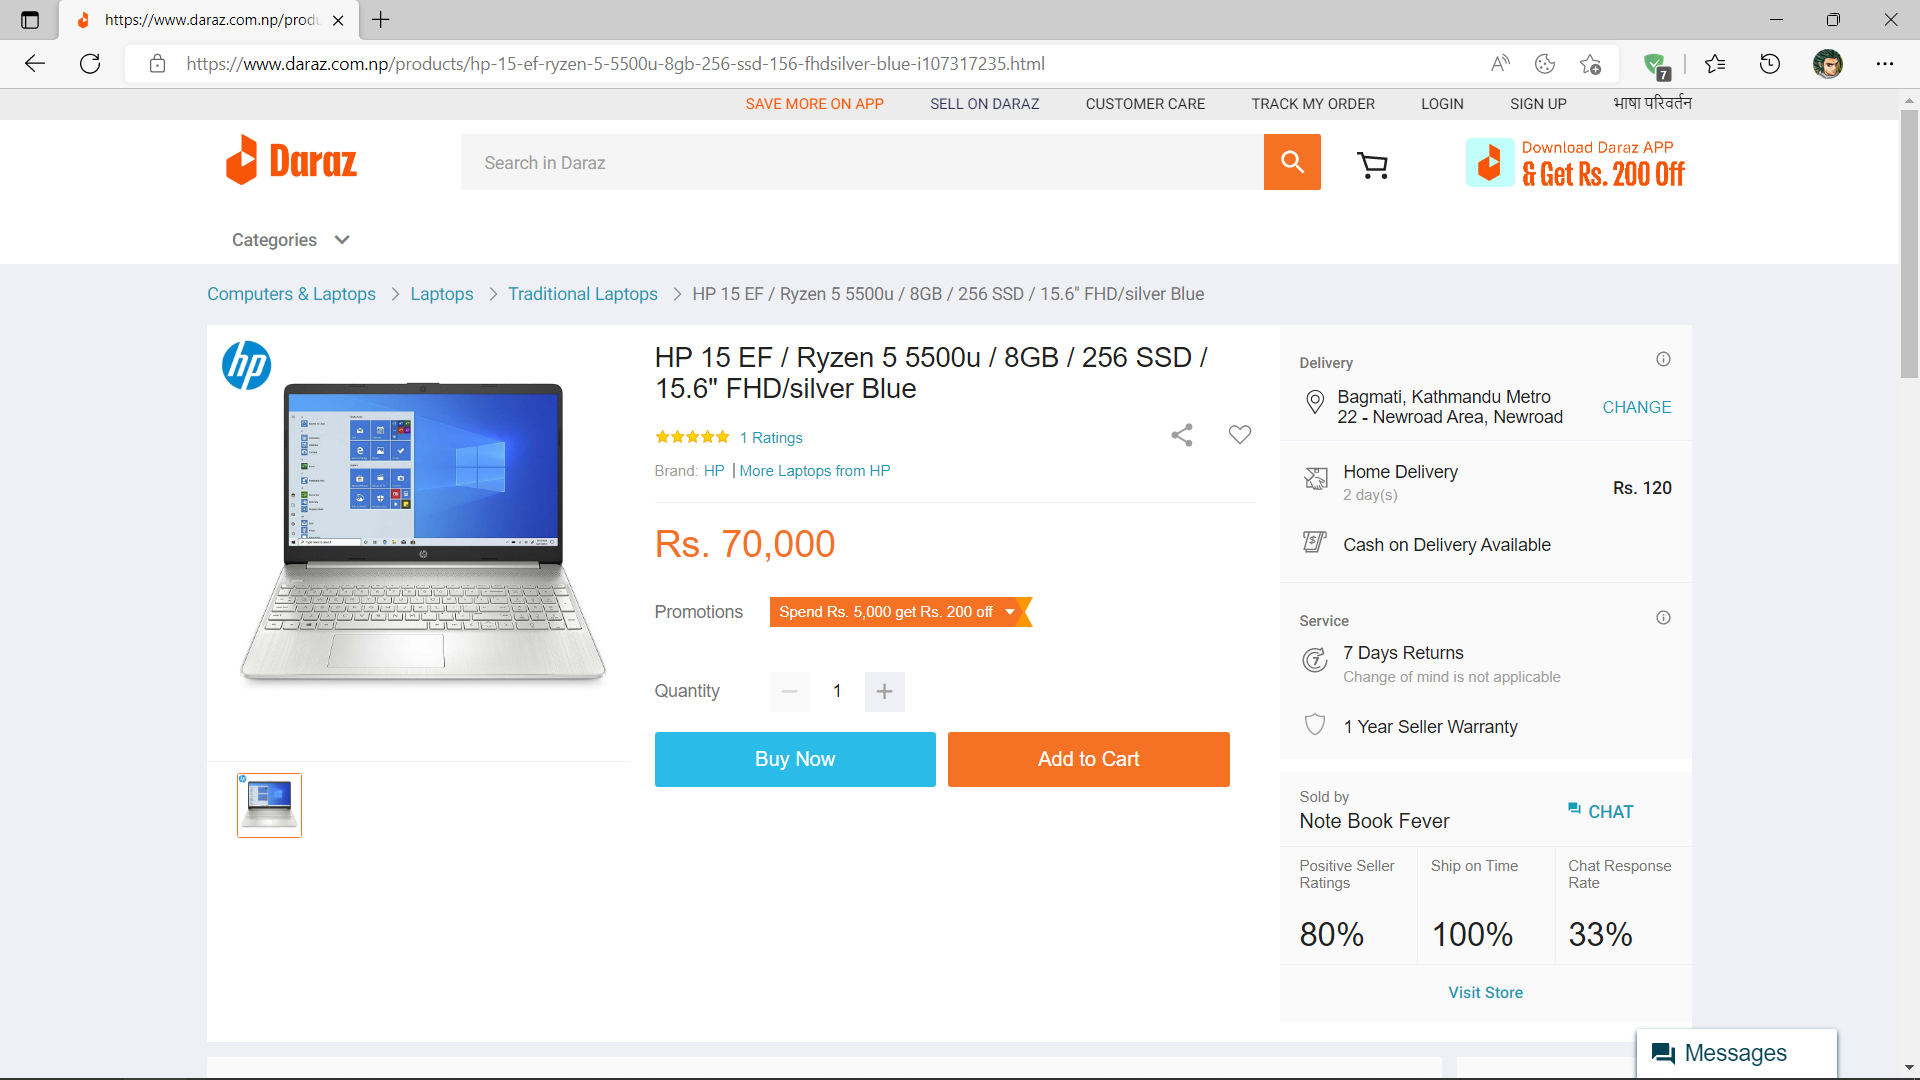 https://www.daraz.com.np/produ
https://www.daraz.com.np/products/hp-15-ef-ryzen-5-5500u-8gb-256-ssd-156-fhdsilver-blue-i107317235.html
7
SAVE MORE ON APP
SELL ON DARAZ
CUSTOMER CARE
TRACK MY ORDER
LOGIN
SIGN UP
भाषा परिवर्तन
Daraz
Search in Daraz
Download Daraz APP
& Get Rs. 200 Off
Categories
Computers & Laptops > Laptops > Traditional Laptops > HP 15 EF / Ryzen 5 5500u / 8GB / 256 SSD / 15.6" FHD/silver Blue
hp
HP 15 EF / Ryzen 5 5500u / 8GB / 256 SSD /
15.6" FHD/silver Blue
1 Ratings
Brand: HP | More Laptops from HP
Rs. 70,000
Promotions
Spend Rs. 5,000 get Rs. 200 off
Quantity
1
Buy Now
Add to Cart
Delivery
Bagmati, Kathmandu Metro
22 - Newroad Area, Newroad
CHANGE
Home Delivery
2 day(s)
Rs. 120
Cash on Delivery Available
Service
7 Days Returns
Change of mind is not applicable
1 Year Seller Warranty
Sold by
Note Book Fever
CHAT
Positive Seller
Ratings
80%
Ship on Time
100%
Chat Response
Rate
33%
Visit Store
Messages